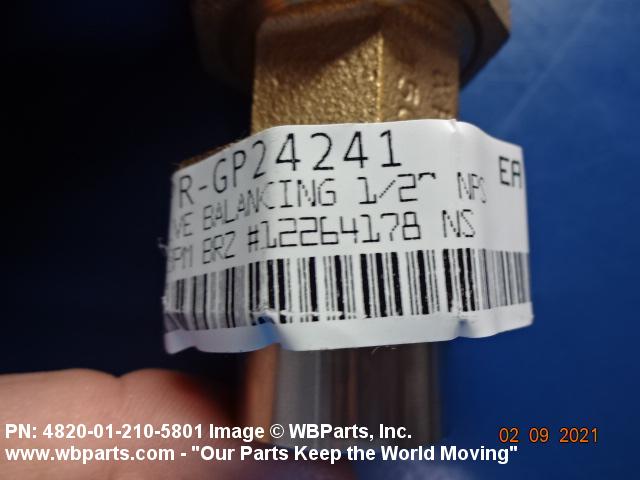 R-GP24241 EA
VE BALANCING 1/2" NPS
GPM BRZ #12264178 NS
PN: 4820-01-210-5801 Image © WBParts, Inc.
02 09 2021
www.wbparts.com - "Our Parts Keep the World Moving"